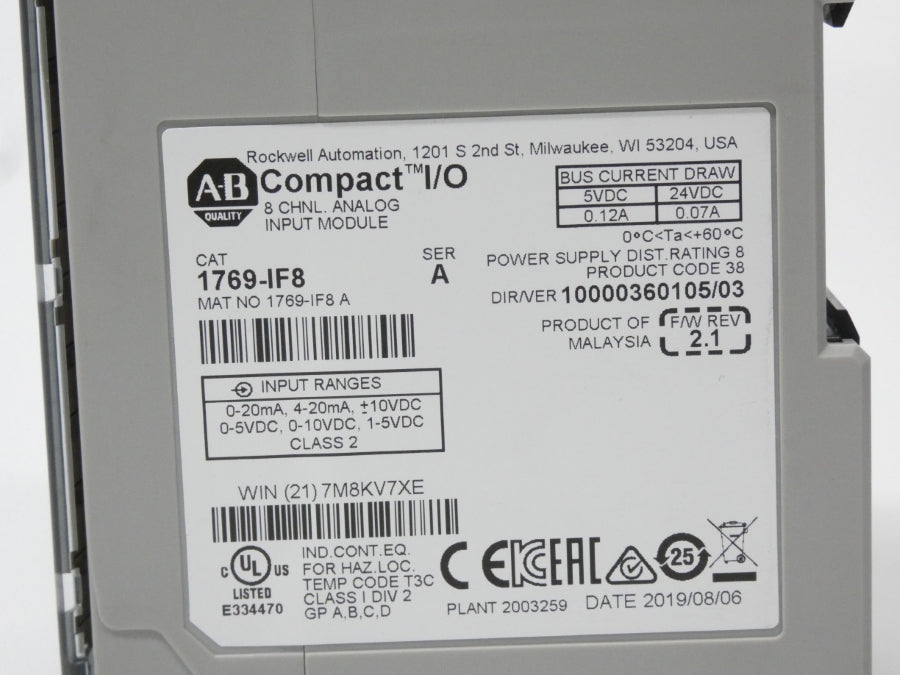 Rockwell Automation, 1201 S 2nd St, Milwaukee, WI 53204, USA
A-B
QUALITY
Compact™ I/O
8 CHNL. ANALOG
INPUT MODULE
BUS CURRENT DRAW
5VDC 24VDC
0.12A 0.07A
0°C<Ta<+60°C
POWER SUPPLY DIST.RATING 8
PRODUCT CODE 38
DIR/VER 10000360105/03
CAT
1769-IF8
SER
A
MAT NO 1769-IF8 A
PRODUCT OF
MALAYSIA
F/W REV
2.1
INPUT RANGES
0-20mA, 4-20mA, ±10VDC
0-5VDC, 0-10VDC, 1-5VDC
CLASS 2
WIN (21) 7M8KV7XE
C UL US
LISTED
E334470
IND.CONT.EQ.
FOR HAZ.LOC.
TEMP CODE T3C
CLASS I DIV 2
GP A,B,C,D
CE KC EAC 25
PLANT 2003259 DATE 2019/08/06